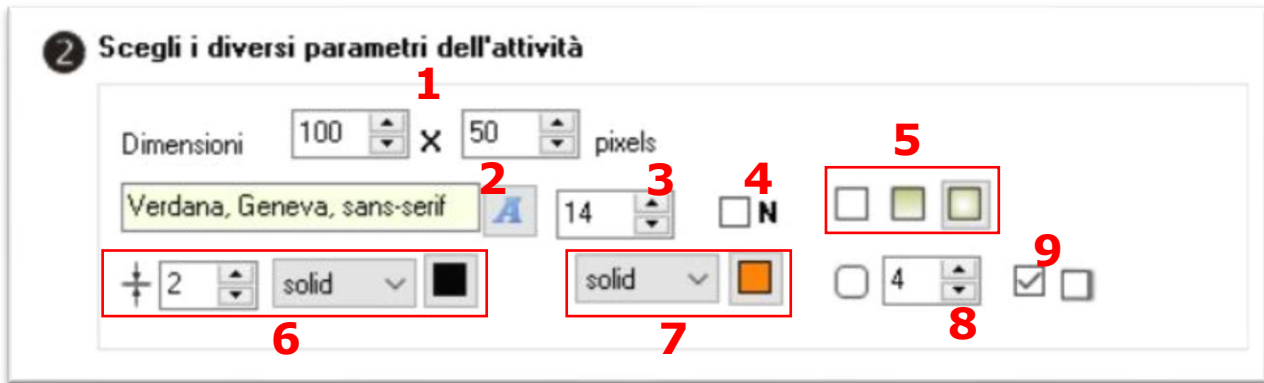 2 Scegli i diversi parametri dell'attività
1
Dimensioni 100 X 50 pixels
2 3 4 5
Verdana, Geneva, sans-serif A 14 N
9
2 solid solid 4
6 7 8